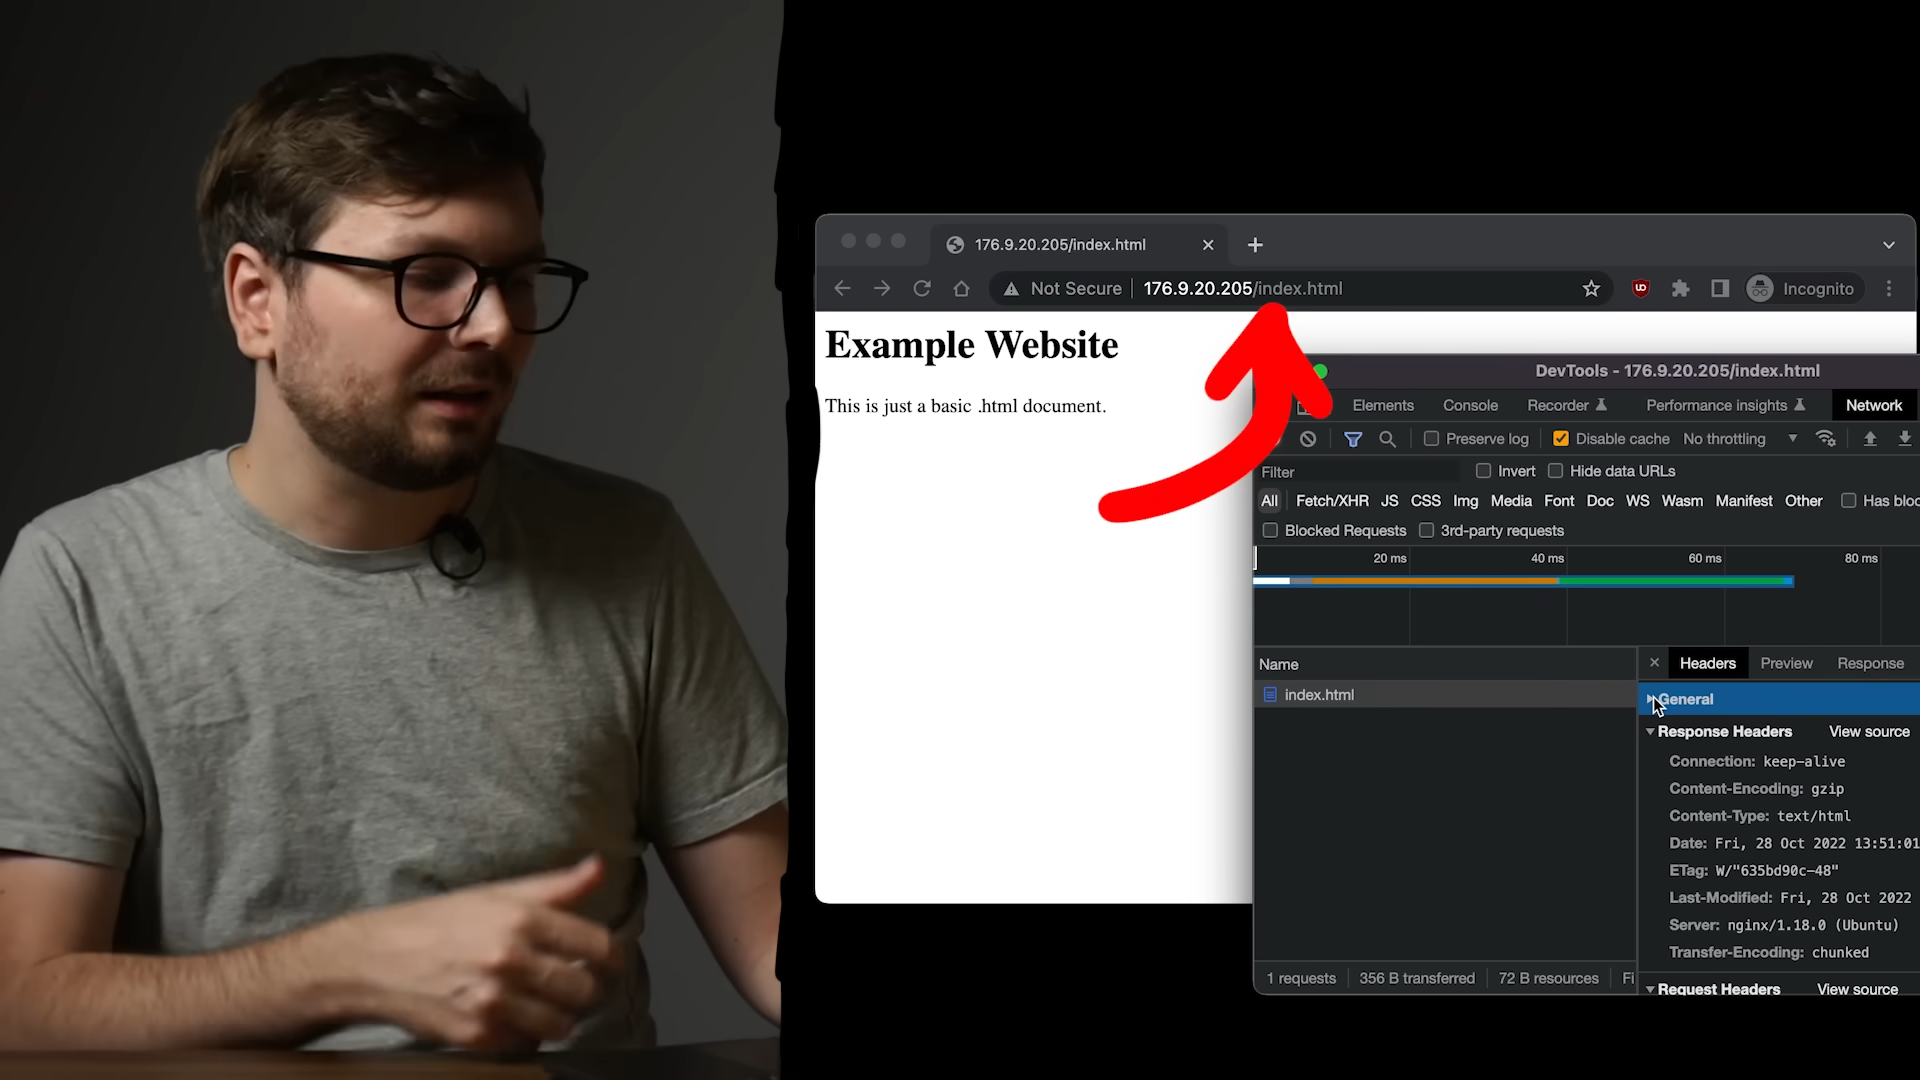 176.9.20.205/index.html
Not Secure 176.9.20.205/index.html Incognito
Example Website
This is just a basic .html document.
DevTools - 176.9.20.205/index.html
Elements Console Recorder Performance insights Network
Preserve log Disable cache No throttling
Filter Invert Hide data URLs
All Fetch/XHR JS CSS Img Media Font Doc WS Wasm Manifest Other Has bloc
Blocked Requests 3rd-party requests
20 ms 40 ms 60 ms 80 ms
Name Headers Preview Response
index.html General
Response Headers View source
Connection: keep-alive
Content-Encoding: gzip
Content-Type: text/html
Date: Fri, 28 Oct 2022 13:51:01
ETag: W/"635bd90c-48"
Last-Modified: Fri, 28 Oct 2022
Server: nginx/1.18.0 (Ubuntu)
Transfer-Encoding: chunked
1 requests 356 B transferred 72 B resources Fi
Request Headers View source